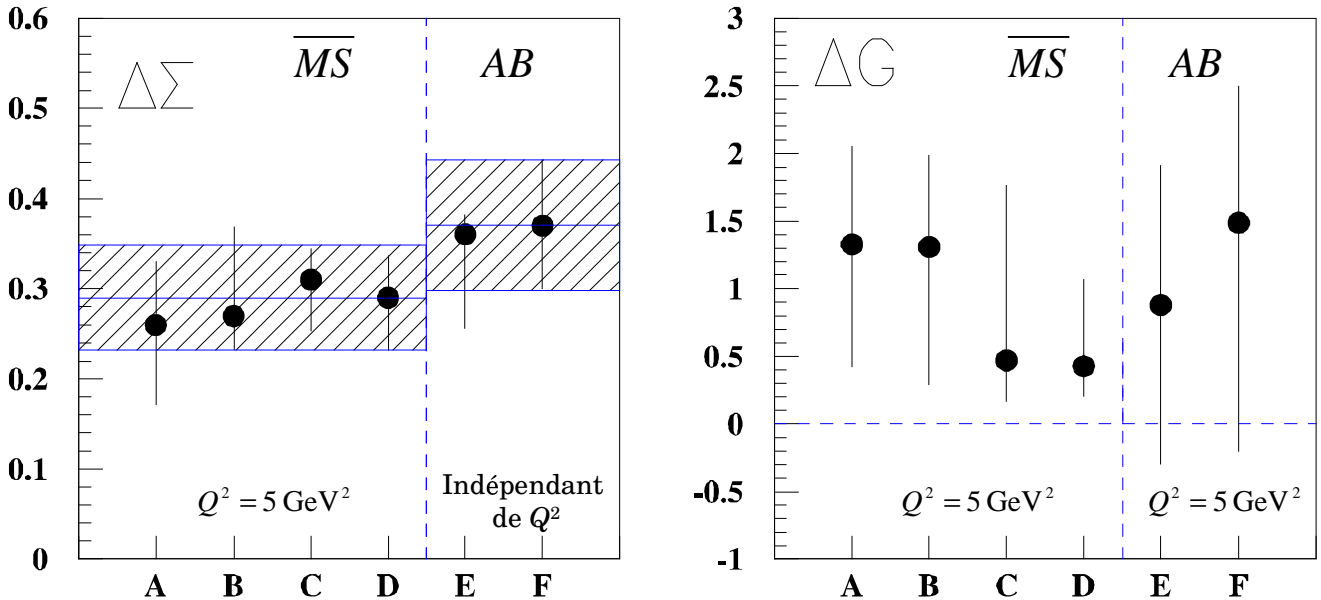 0.6
0.5
0.4
0.3
0.2
0.1
0
ΔΣ
M̅S̅
AB
Q² = 5 GeV²
Indépendant
de Q²
A B C D E F
3
2.5
2
1.5
1
0.5
0
-0.5
-1
ΔG
M̅S̅
AB
Q² = 5 GeV²
Q² = 5 GeV²
A B C D E F